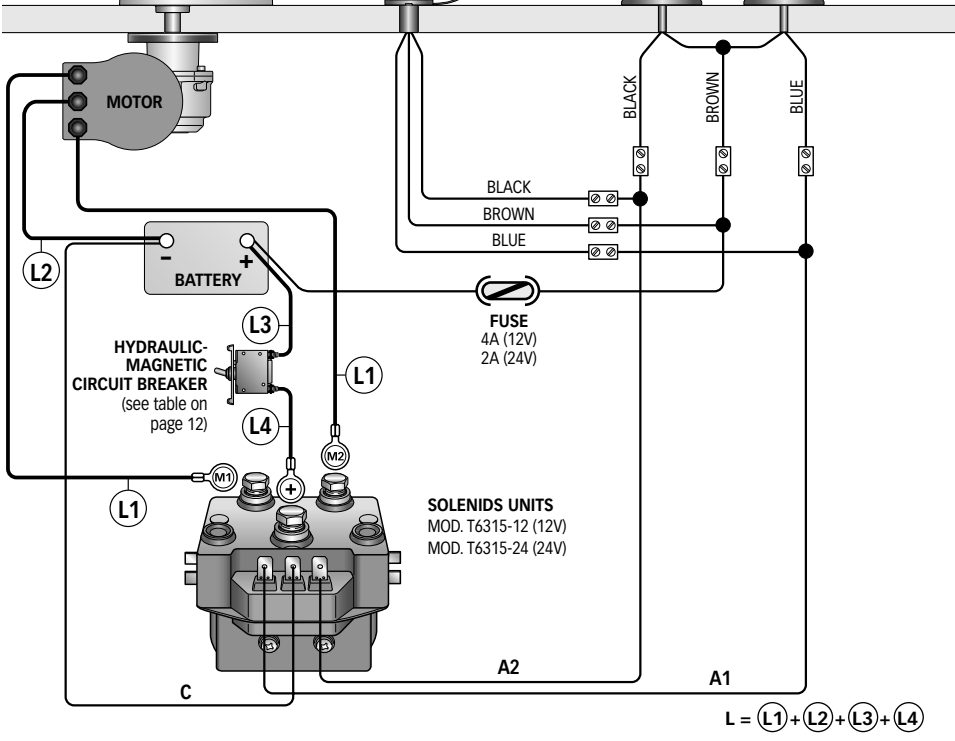 MOTOR
BLACK
BROWN
BLUE
BLACK
BROWN
BLUE
L2
-
+
BATTERY
FUSE
4A (12V)
2A (24V)
L3
HYDRAULIC-
MAGNETIC
CIRCUIT BREAKER
(see table on
page 12)
L1
L4
M2
M1
+
L1
SOLENIDS UNITS
MOD. T6315-12 (12V)
MOD. T6315-24 (24V)
A2
A1
C
L = L1+L2+L3+L4